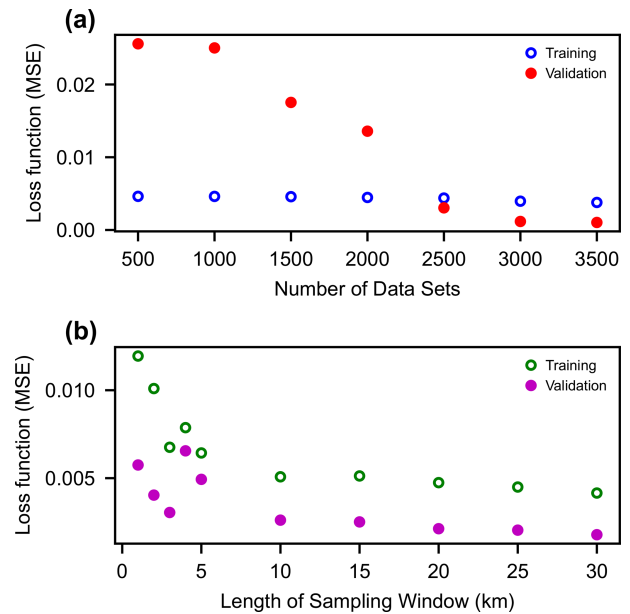 (a)
Loss function (MSE)
0.02
0.01
0.00
Training
Validation
500 1000 1500 2000 2500 3000 3500
Number of Data Sets
(b)
Loss function (MSE)
0.010
0.005
Training
Validation
0 5 10 15 20 25 30
Length of Sampling Window (km)